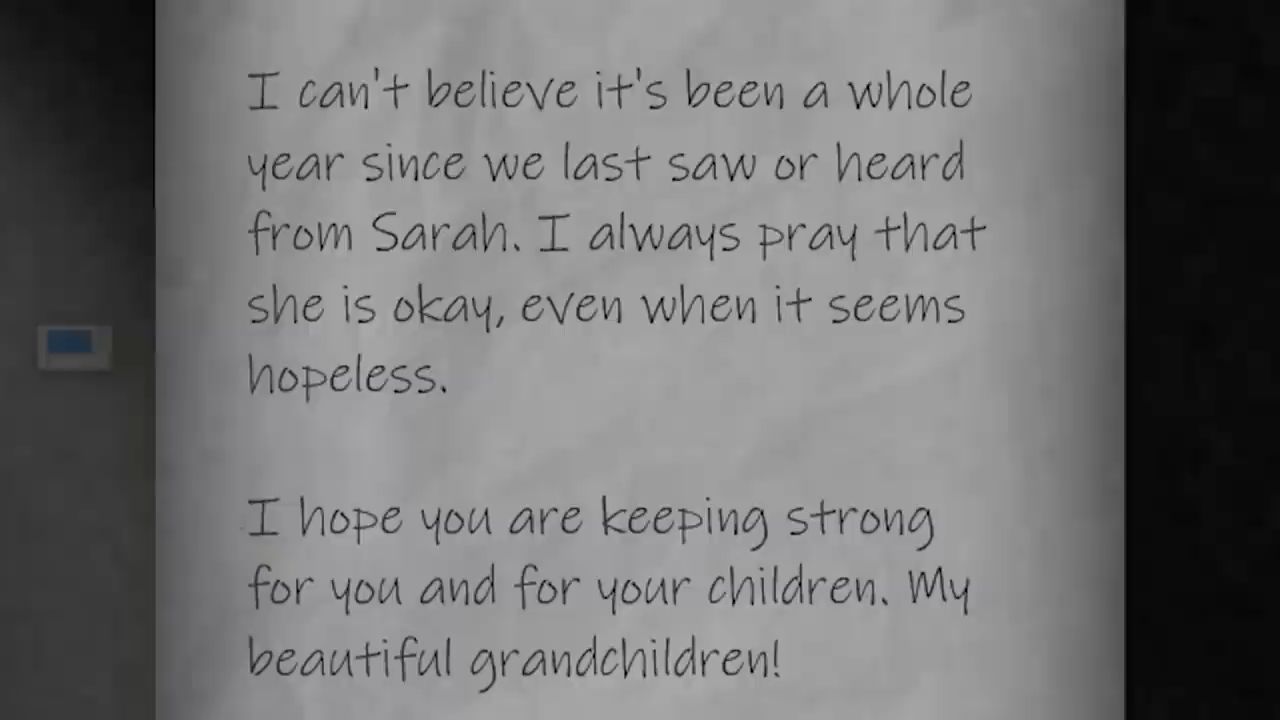 I can't believe it's been a whole
year since we last saw or heard
from Sarah. I always pray that
she is okay, even when it seems
hopeless.
I hope you are keeping strong
for you and for your children. My
beautiful grandchildren!